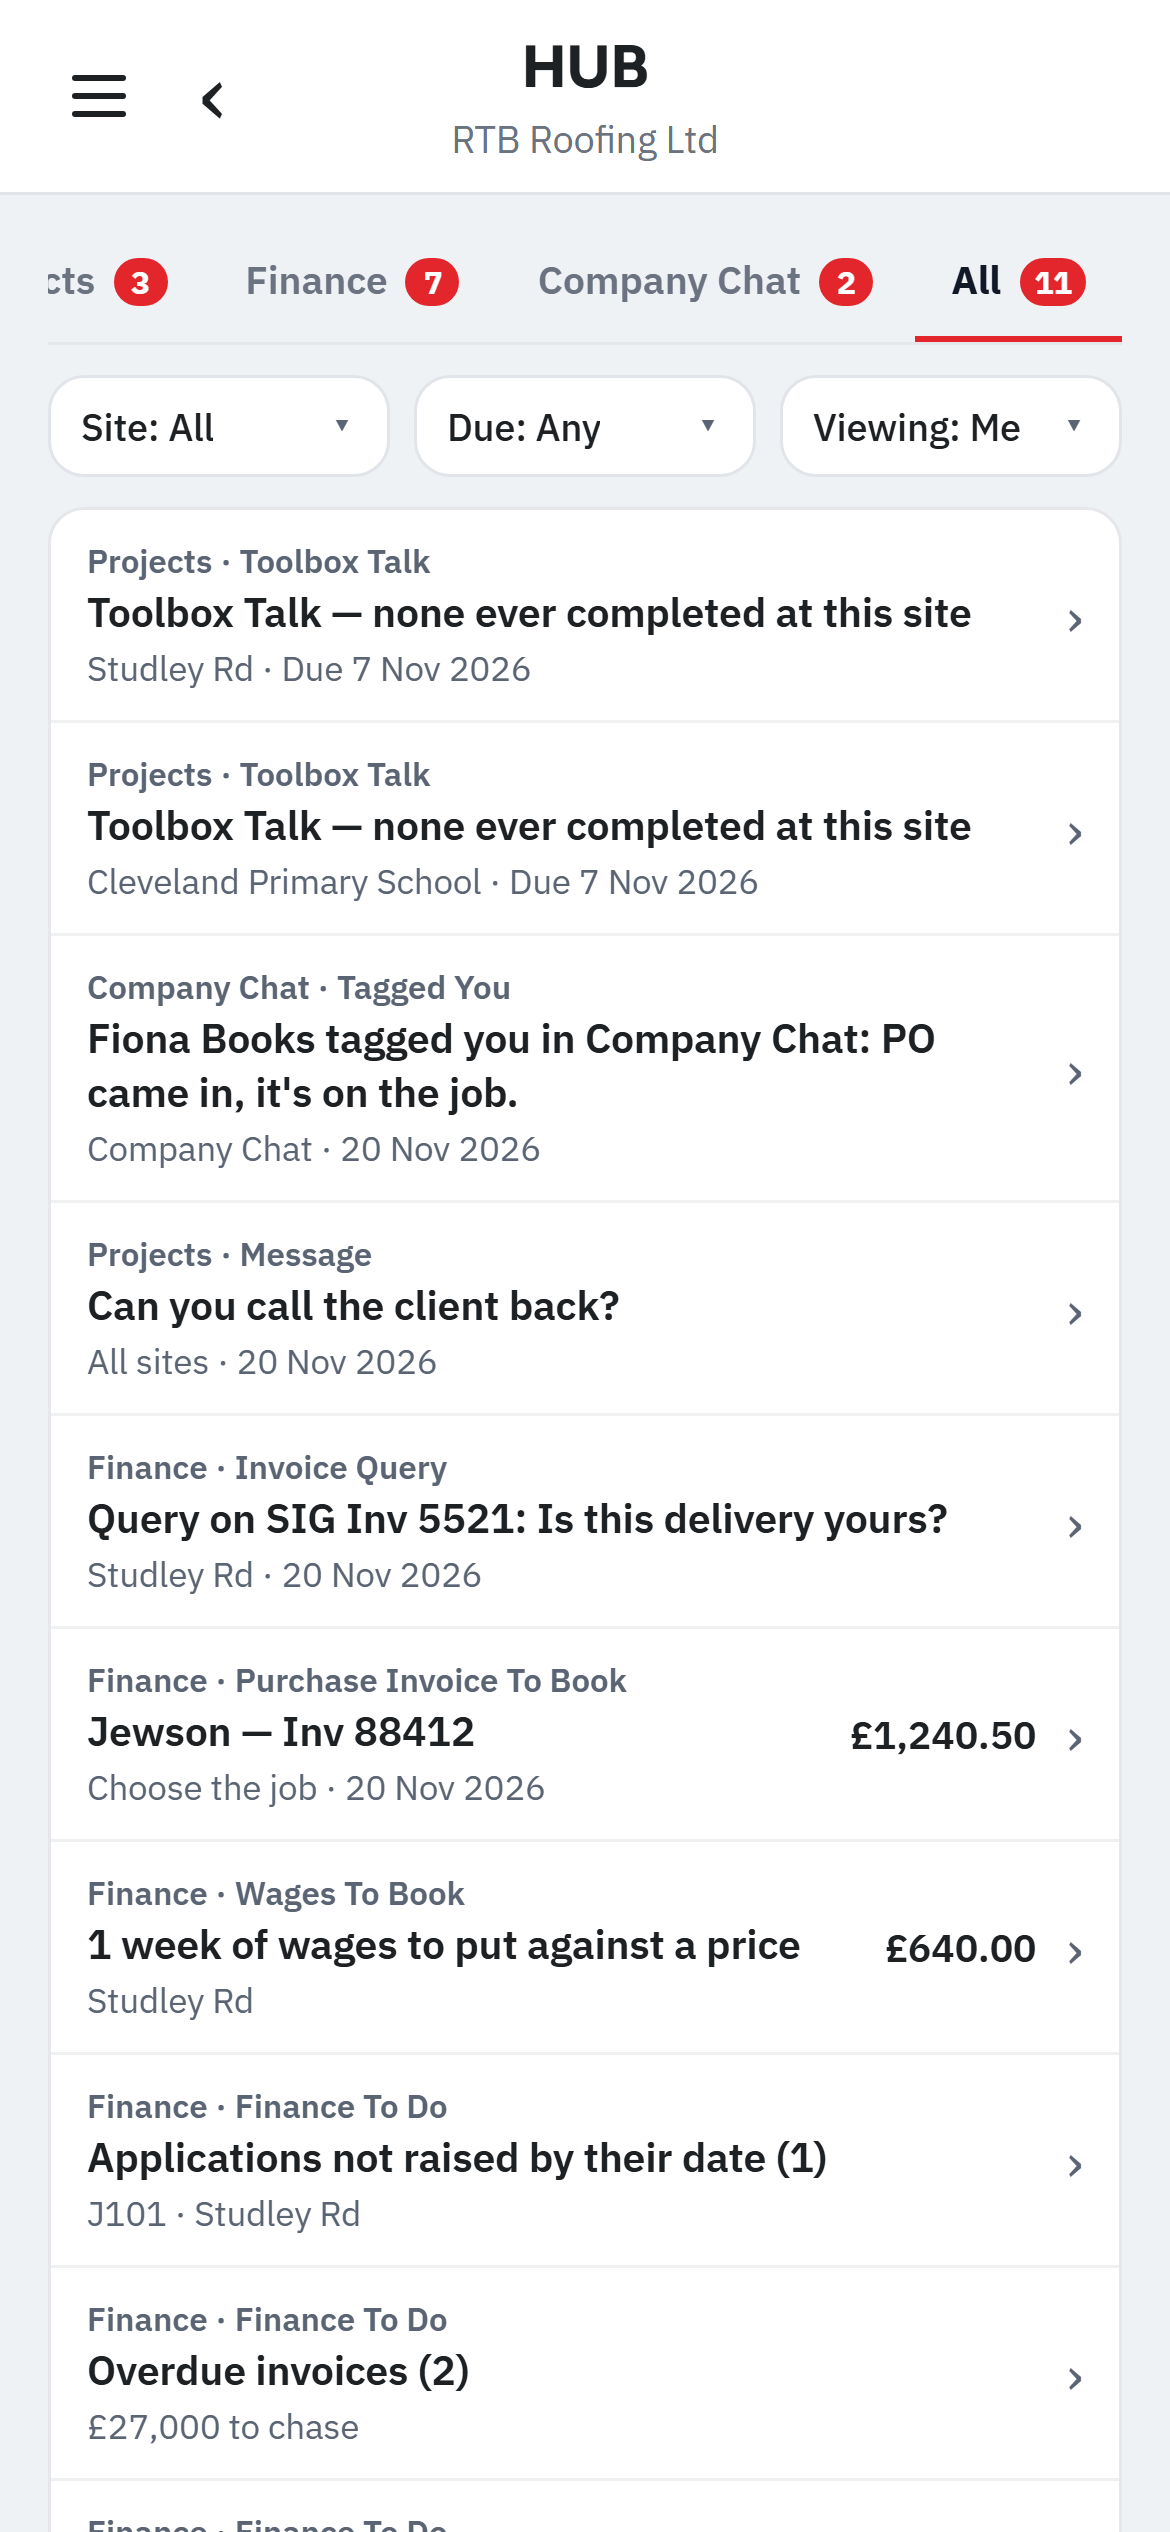 HUB
RTB Roofing Ltd
cts 3 Finance 7 Company Chat 2 All 11
Site: All ▼ Due: Any ▼ Viewing: Me ▼
Projects · Toolbox Talk
Toolbox Talk — none ever completed at this site
Studley Rd · Due 7 Nov 2026
Projects · Toolbox Talk
Toolbox Talk — none ever completed at this site
Cleveland Primary School · Due 7 Nov 2026
Company Chat · Tagged You
Fiona Books tagged you in Company Chat: PO
came in, it's on the job.
Company Chat · 20 Nov 2026
Projects · Message
Can you call the client back?
All sites · 20 Nov 2026
Finance · Invoice Query
Query on SIG Inv 5521: Is this delivery yours?
Studley Rd · 20 Nov 2026
Finance · Purchase Invoice To Book
Jewson — Inv 88412 £1,240.50
Choose the job · 20 Nov 2026
Finance · Wages To Book
1 week of wages to put against a price £640.00
Studley Rd
Finance · Finance To Do
Applications not raised by their date (1)
J101 · Studley Rd
Finance · Finance To Do
Overdue invoices (2)
£27,000 to chase
Finance · Finance To Do